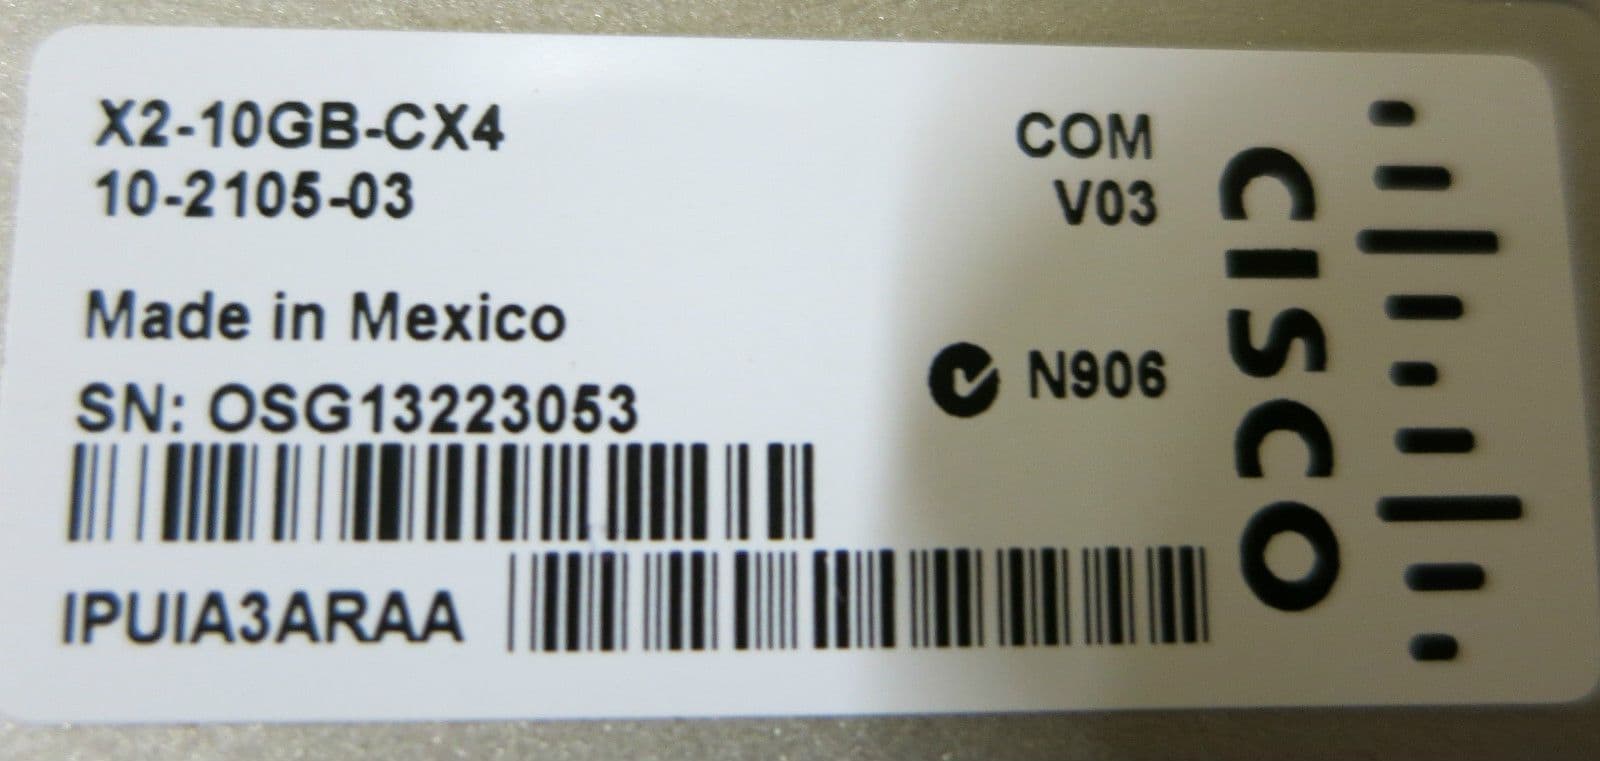 X2-10GB-CX4
10-2105-03
COM
V03
Made in Mexico
N906
SN: OSG13223053
IPUIA3ARAA
CISCO